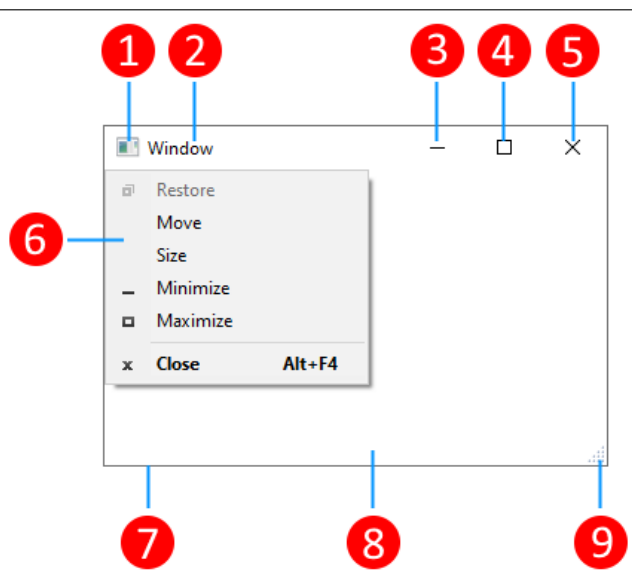 1 2 3 4 5
Window
Restore
6
Move
Size
Minimize
Maximize
x Close Alt+F4
7 8 9